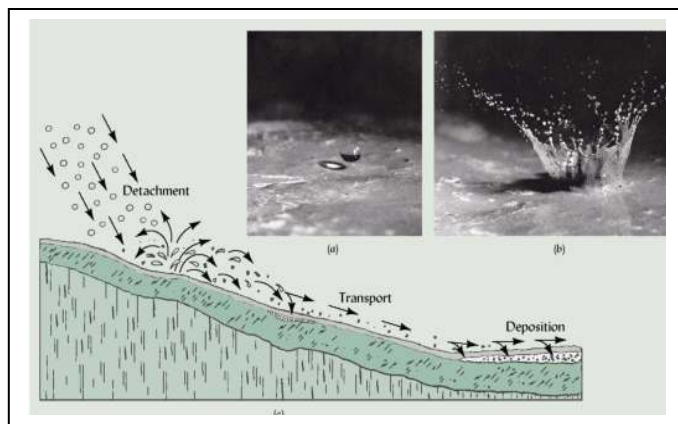 (a)
(b)
Detachment
Transport
Deposition
(c)